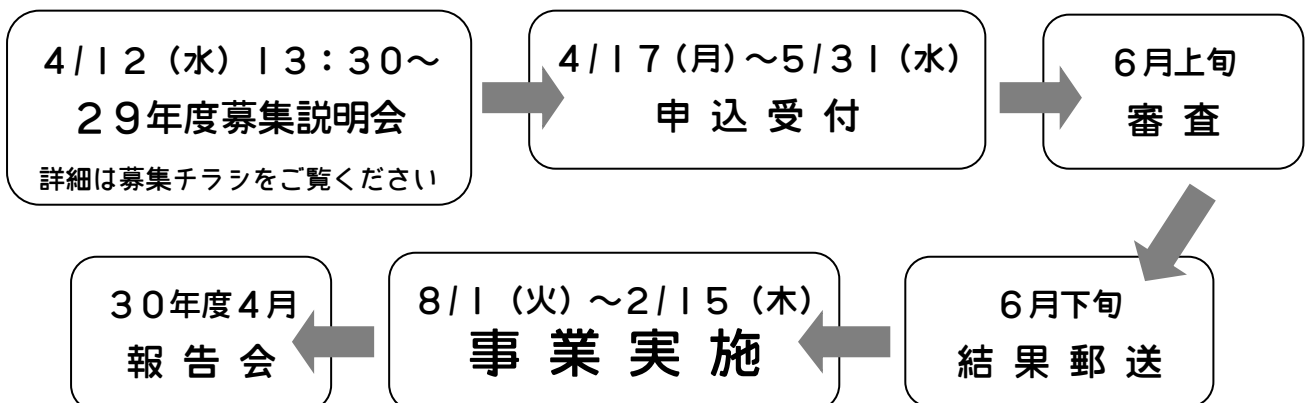 4/12（水）13：30～
29年度募集説明会
詳細は募集チラシをご覧ください
4/17（月）～5/31（水）
申込受付
6月上旬
審査
6月下旬
結果郵送
8/1（火）～2/15（木）
事業実施
30年度4月
報告会